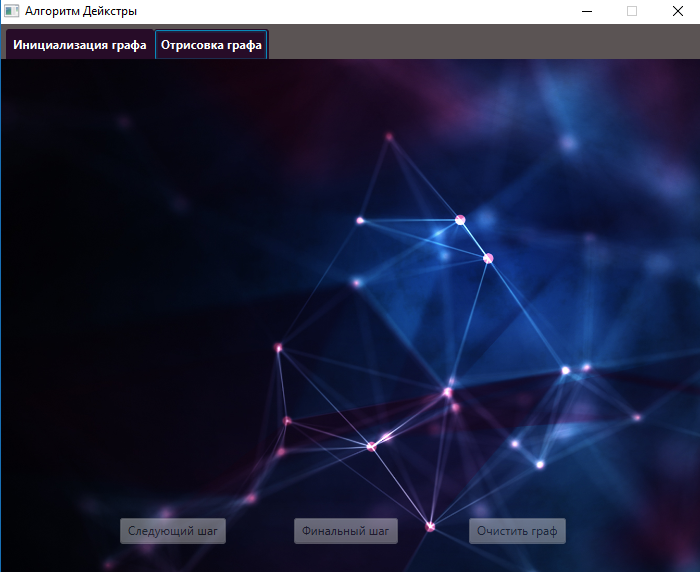 Алгоритм Дейкстры
Инициализация графа Отрисовка графа
Следующий шаг Финальный шаг Очистить граф